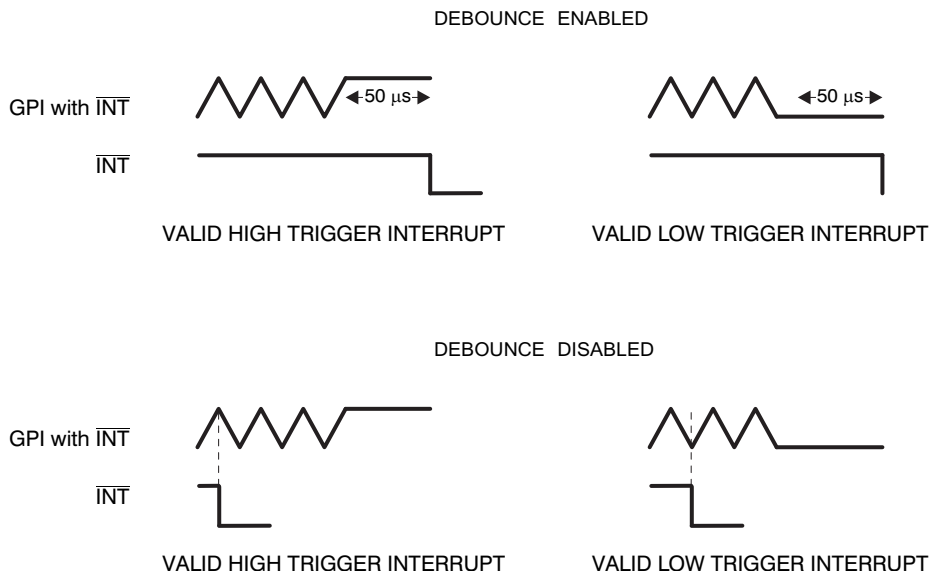 DEBOUNCE ENABLED
GPI with INT
50 μs
50 μs
INT
VALID HIGH TRIGGER INTERRUPT
VALID LOW TRIGGER INTERRUPT
DEBOUNCE DISABLED
GPI with INT
INT
VALID HIGH TRIGGER INTERRUPT
VALID LOW TRIGGER INTERRUPT